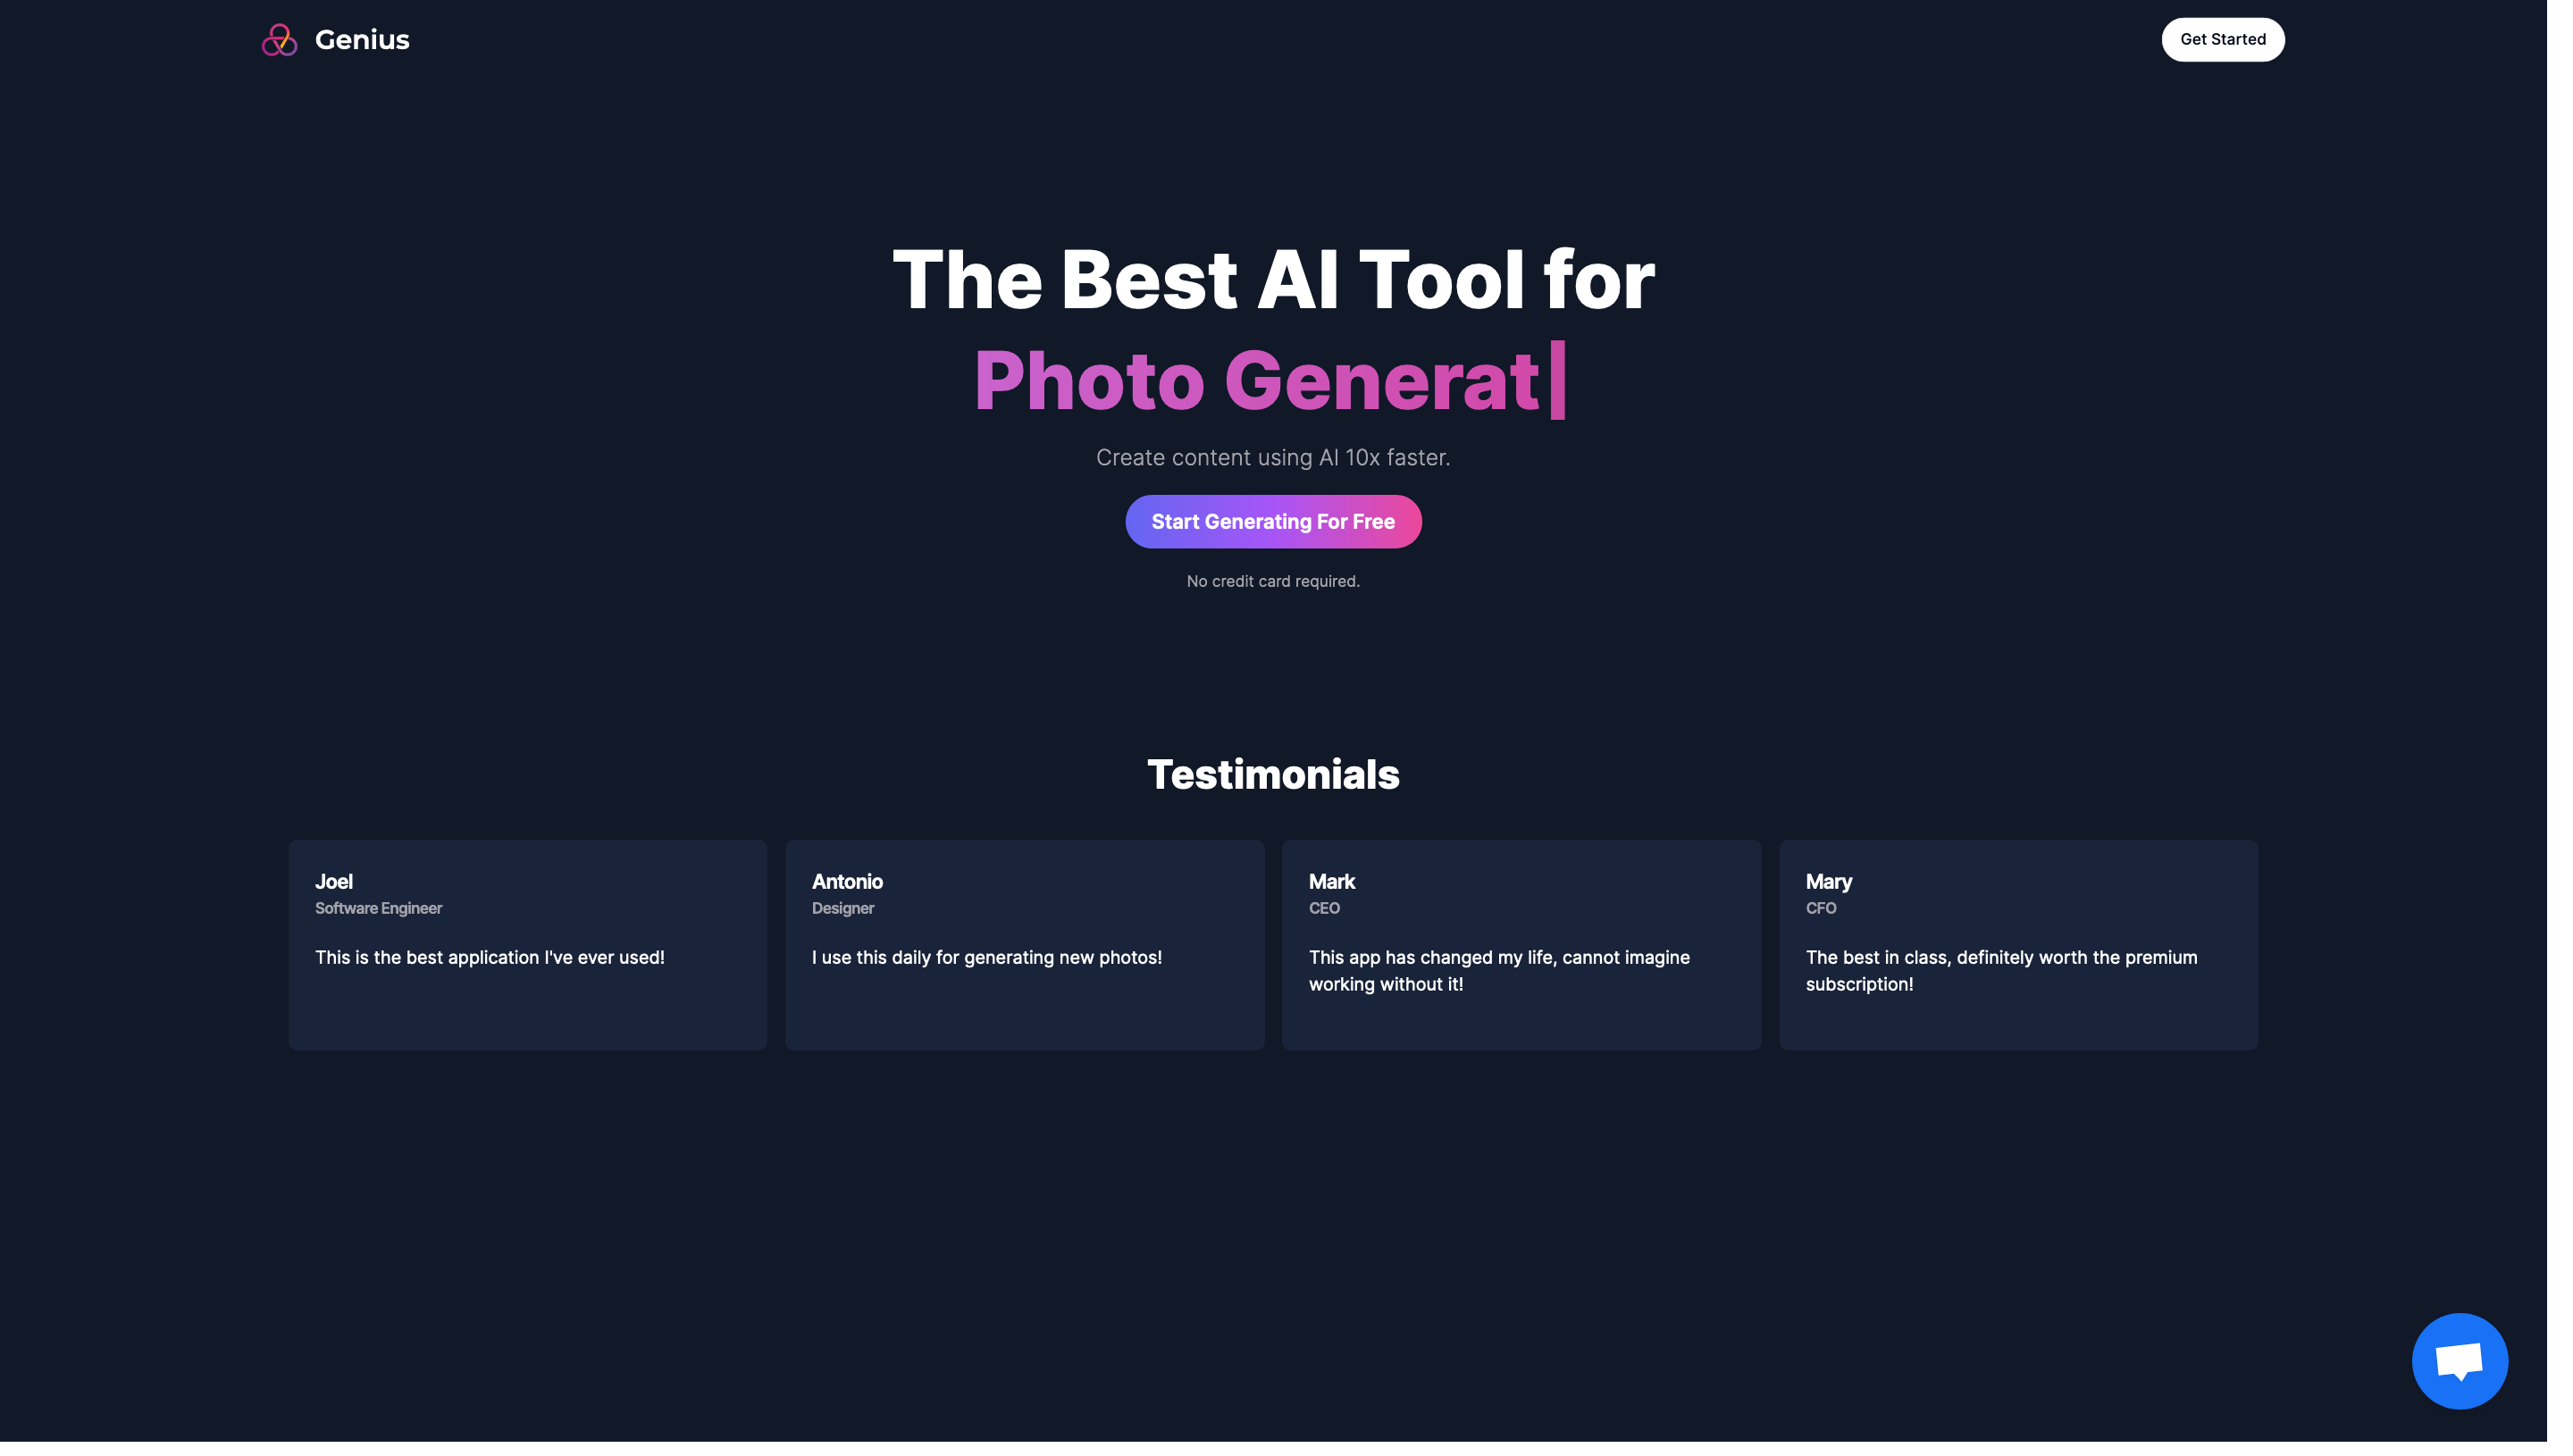 Genius
Get Started
The Best AI Tool for
Photo Generat|
Create content using AI 10x faster.
Start Generating For Free
No credit card required.
Testimonials
Joel
Software Engineer
This is the best application I've ever used!
Antonio
Designer
I use this daily for generating new photos!
Mark
CEO
This app has changed my life, cannot imagine
working without it!
Mary
CFO
The best in class, definitely worth the premium
subscription!